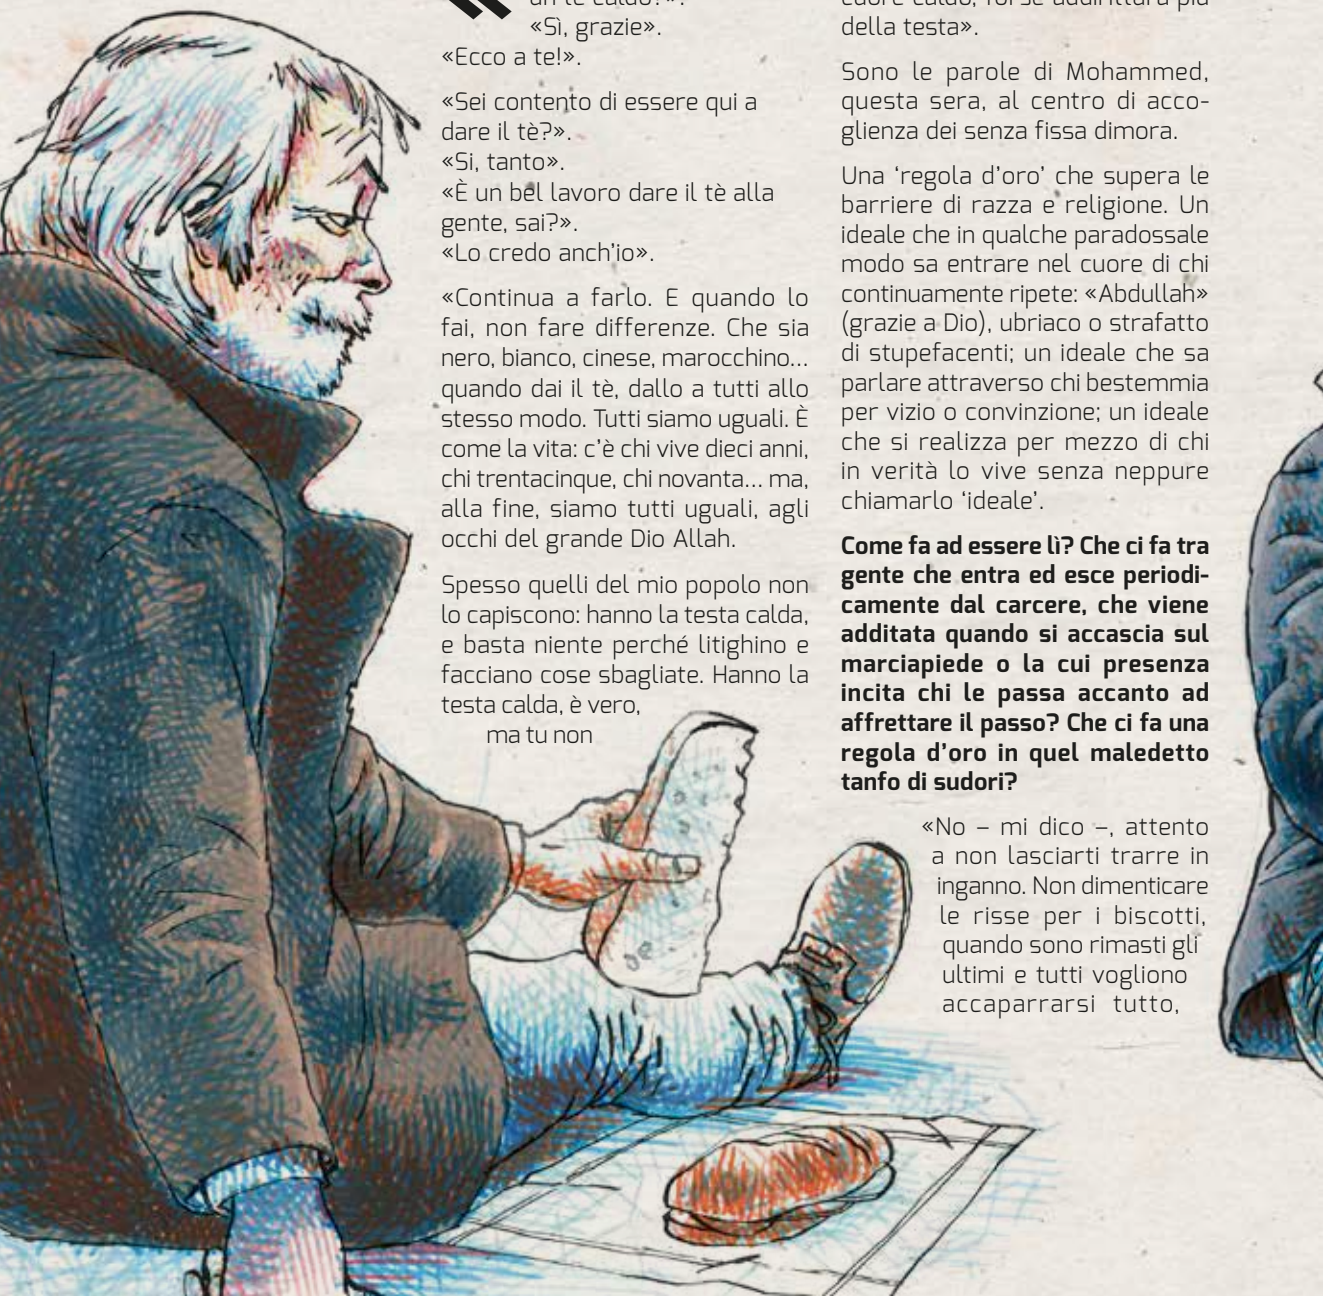 «Sì, grazie».
«Ecco a te!».
«Sei contento di essere qui a
dare il tè?».
«Si, tanto».
«È un bel lavoro dare il tè alla
gente, sai?».
«Lo credo anch'io».
«Continua a farlo. E quando lo
fai, non fare differenze. Che sia
nero, bianco, cinese, marocchino...
quando dai il tè, dallo a tutti allo
stesso modo. Tutti siamo uguali. È
come la vita: c'è chi vive dieci anni,
chi trentacinque, chi novanta... ma,
alla fine, siamo tutti uguali, agli
occhi del grande Dio Allah.
Spesso quelli del mio popolo non
lo capiscono: hanno la testa calda,
e basta niente perché litighino e
facciano cose sbagliate. Hanno la
testa calda, è vero,
ma tu non
della testa».
Sono le parole di Mohammed,
questa sera, al centro di acco-
glienza dei senza fissa dimora.
Una ‘regola d’oro’ che supera le
barriere di razza e religione. Un
ideale che in qualche paradossale
modo sa entrare nel cuore di chi
continuamente ripete: «Abdullah»
(grazie a Dio), ubriaco o strafatto
di stupefacenti; un ideale che sa
parlare attraverso chi bestemmia
per vizio o convinzione; un ideale
che si realizza per mezzo di chi
in verità lo vive senza neppure
chiamarlo ‘ideale’.
Come fa ad essere lì? Che ci fa tra
gente che entra ed esce periodi-
camente dal carcere, che viene
additata quando si accascia sul
marciapiede o la cui presenza
incita chi le passa accanto ad
affrettare il passo? Che ci fa una
regola d’oro in quel maledetto
tanfo di sudori?
«No – mi dico –, attento
a non lasciarti trarre in
inganno. Non dimenticare
le risse per i biscotti,
quando sono rimasti gli
ultimi e tutti vogliono
accaparrarsi tutto,